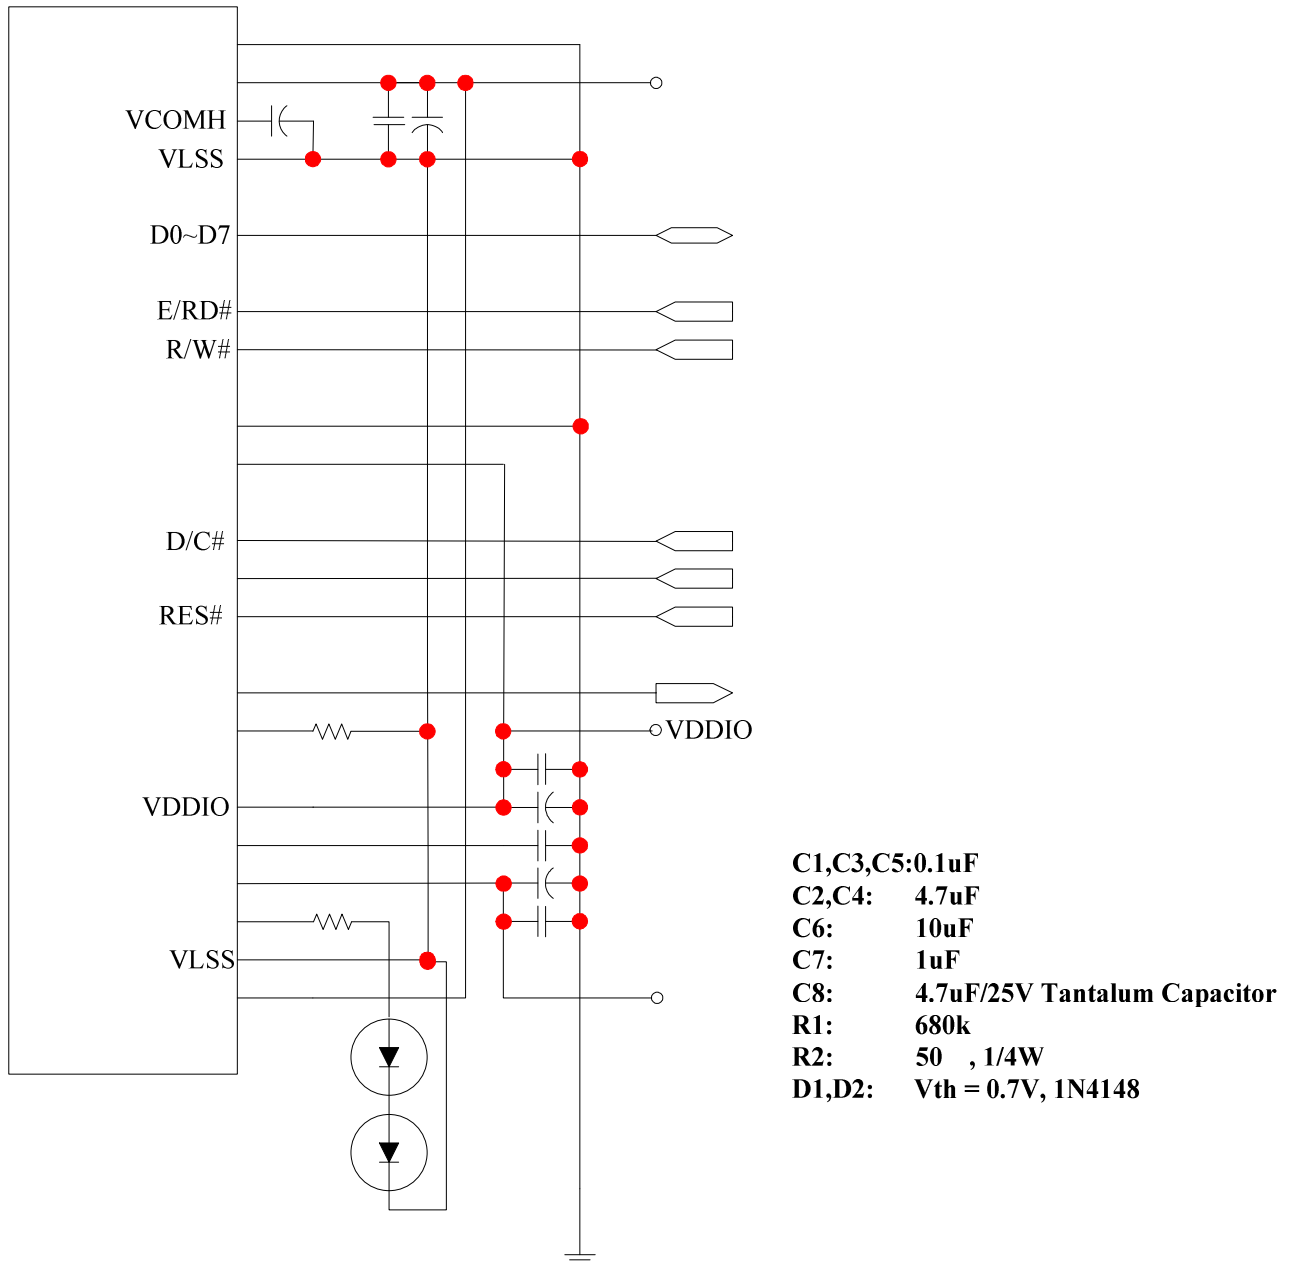 VCOMH
VLSS
D0~D7
E/RD#
R/W#
D/C#
RES#
VDDIO
VDDIO
VLSS
C1,C3,C5:0.1uF
C2,C4: 4.7uF
C6: 10uF
C7: 1uF
C8: 4.7uF/25V Tantalum Capacitor
R1: 680k
R2: 50 , 1/4W
D1,D2: Vth = 0.7V, 1N4148